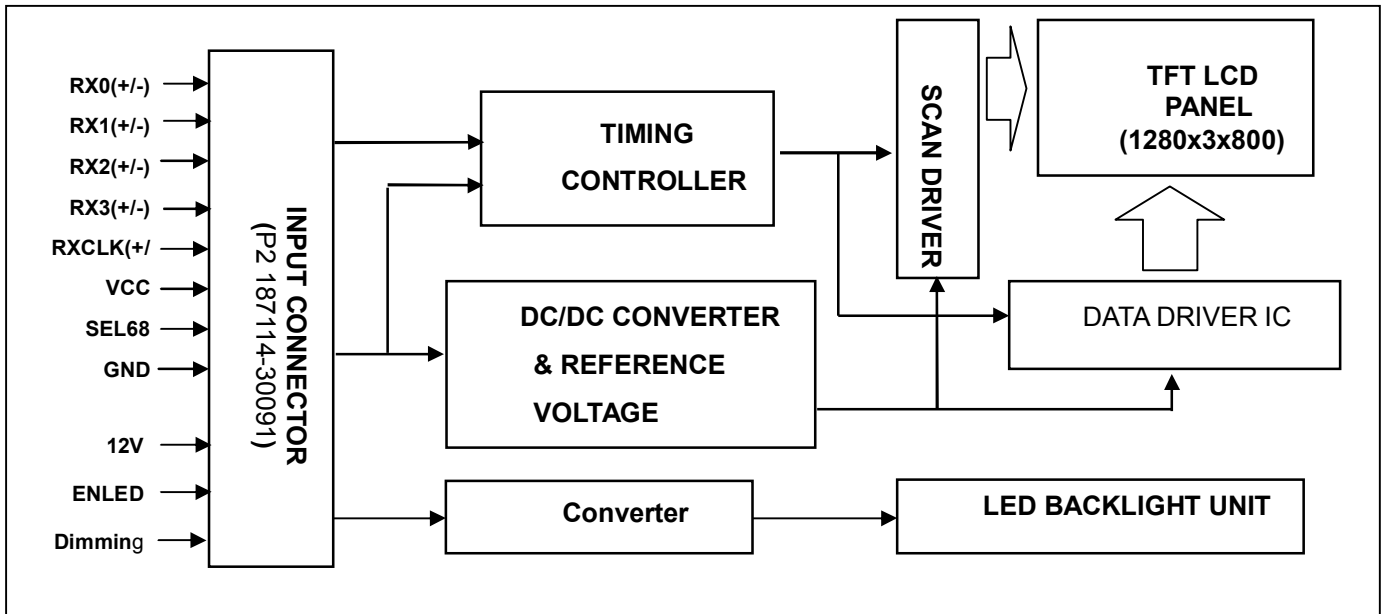 RX0(+/-)
RX1(+/-)
RX2(+/-)
RX3(+/-)
RXCLK(+/
VCC
SEL68
GND
12V
ENLED
Dimming
INPUT CONNECTOR
(P2 187114-30091)
TIMING
CONTROLLER
DC/DC CONVERTER
& REFERENCE
VOLTAGE
Converter
SCAN DRIVER
TFT LCD
PANEL
(1280x3x800)
DATA DRIVER IC
LED BACKLIGHT UNIT